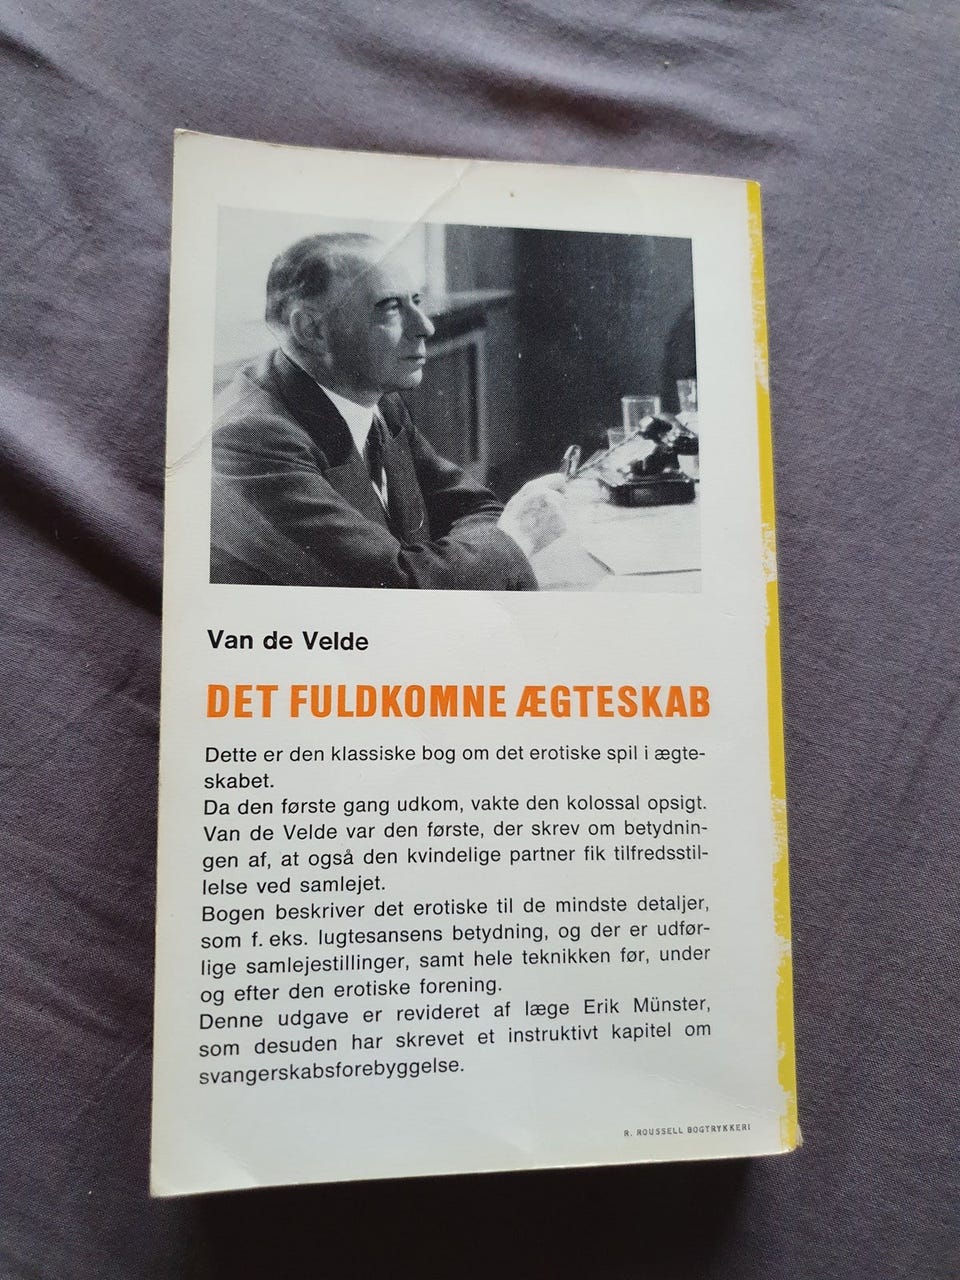 Van de Velde
DET FULDKOMNE ÆGTESKAB
Dette er den klassiske bog om det erotiske spil i ægte-
skabet.
Da den første gang udkom, vakte den kolossal opsigt.
Van de Velde var den første, der skrev om betydnin-
gen af, at også den kvindelige partner fik tilfredsstil-
lelse ved samlejet.
Bogen beskriver det erotiske til de mindste detaljer,
som f. eks. lugtesansens betydning, og der er udfør-
lige samlejestillinger, samt hele teknikken før, under
og efter den erotiske forening.
Denne udgave er revideret af læge Erik Münster,
som desuden har skrevet et instruktivt kapitel om
svangerskabsforebyggelse.
R. ROUSSELL BOGTRYKKERI